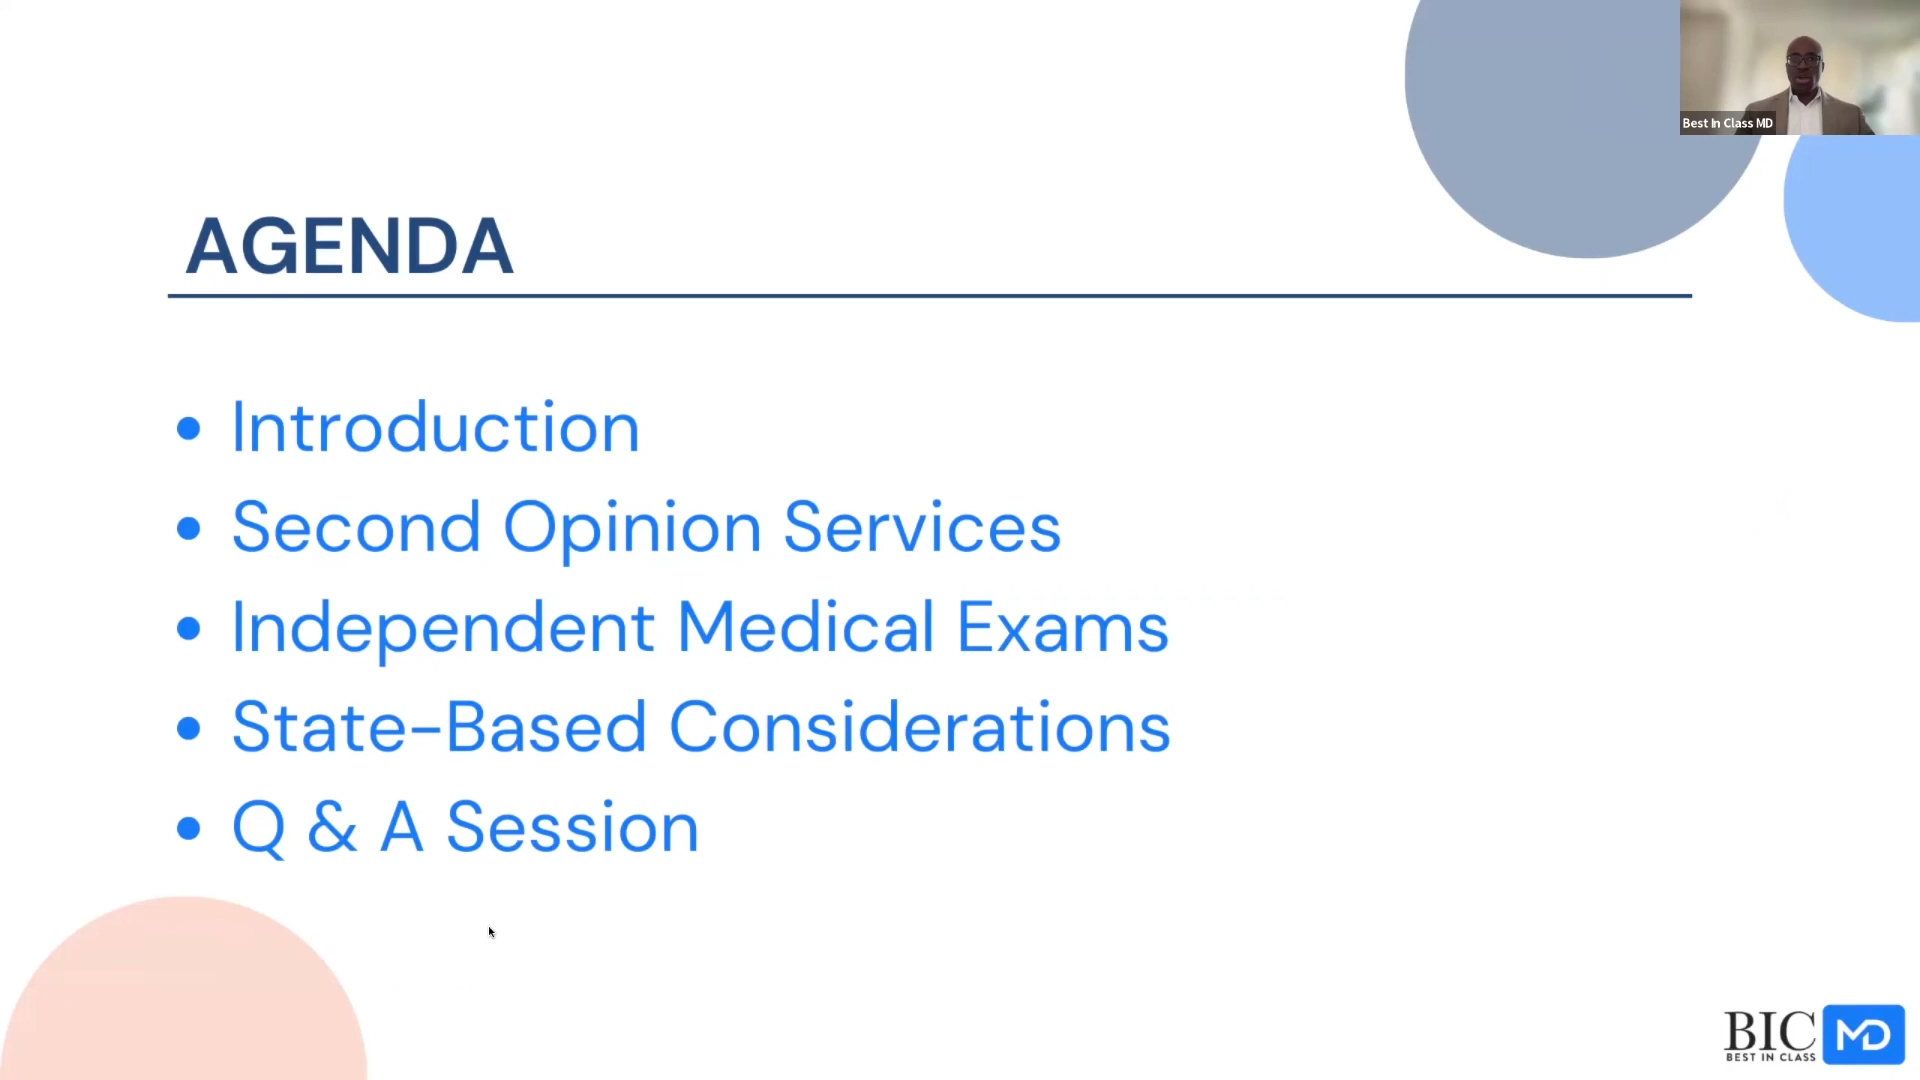 Best In Class MD
AGENDA
• Introduction
• Second Opinion Services
• Independent Medical Exams
• State-Based Considerations
• Q & A Session
BIC MD
BEST IN CLASS